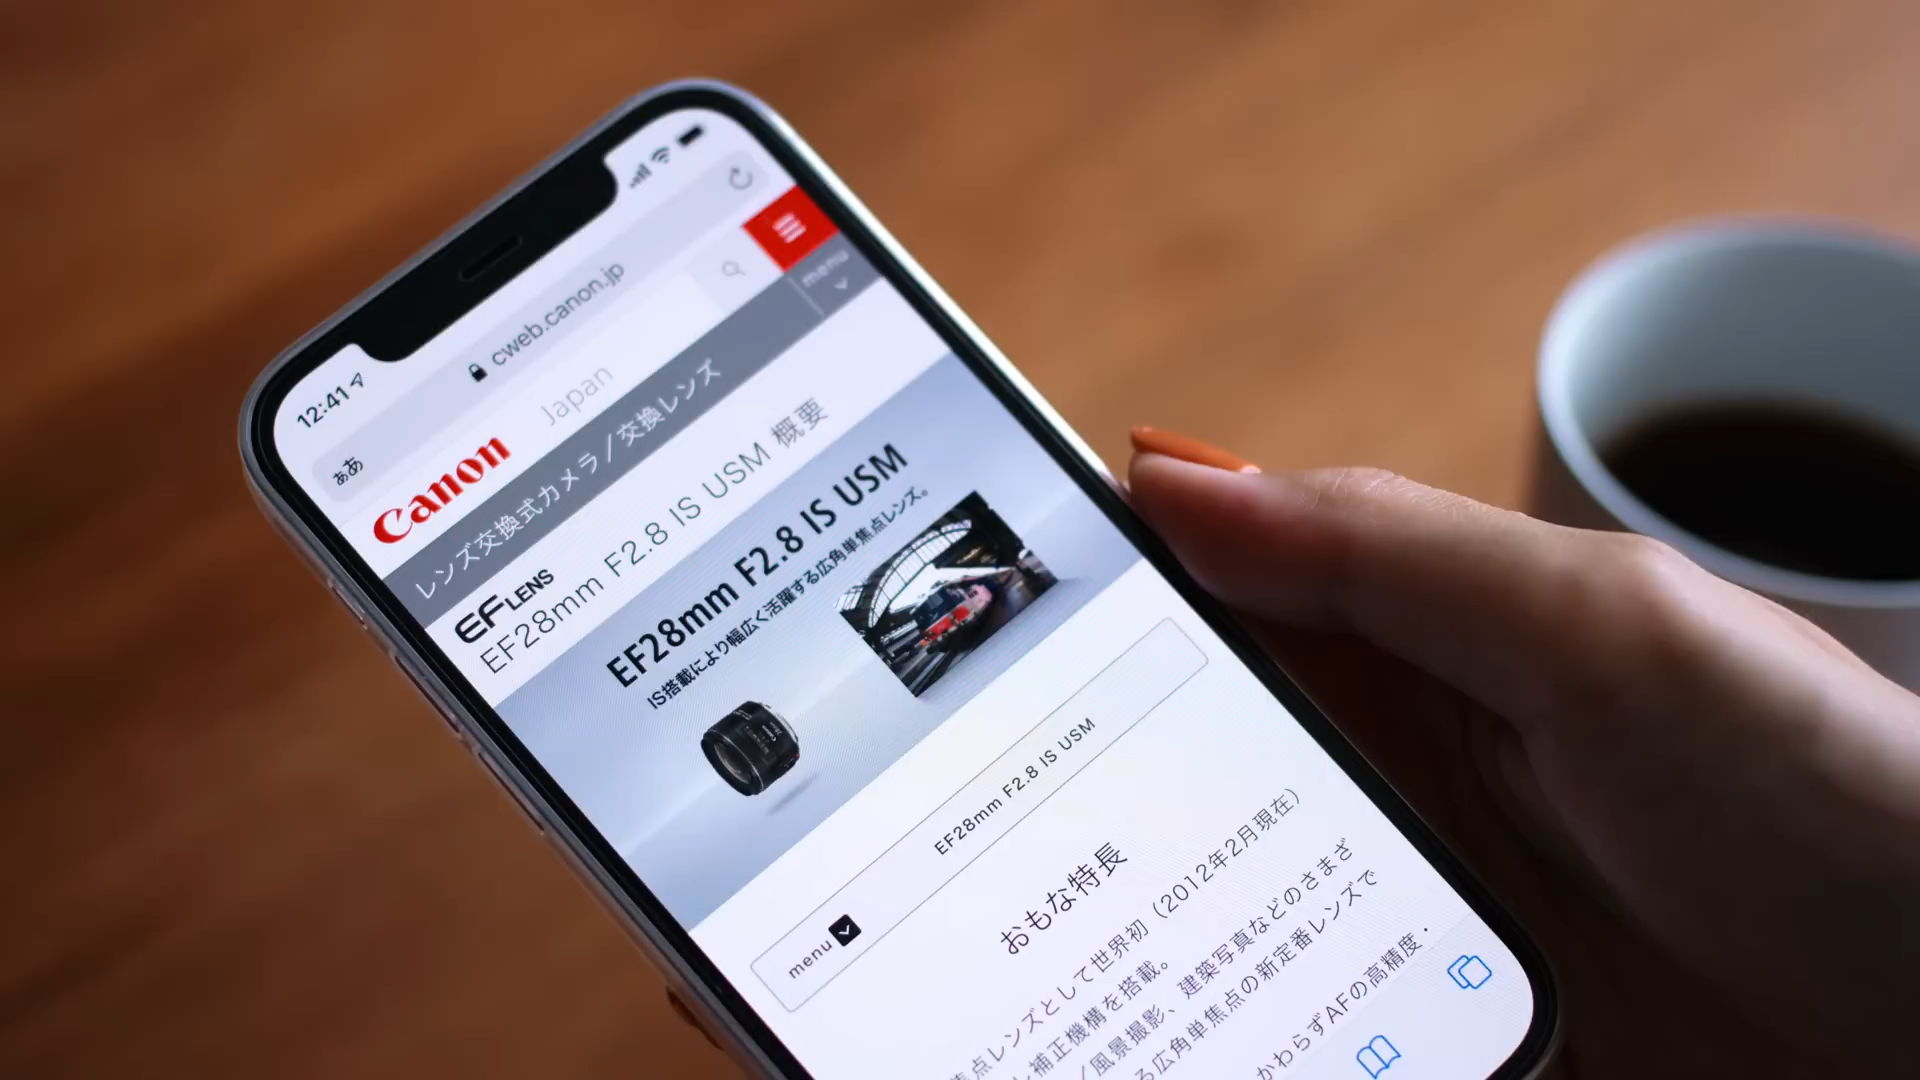 12:41
ぁあ
cweb.canon.jp
Canon
Japan
menu
レンズ交換式カメラ／交換レンズ
EF LENS
EF28mm F2.8 IS USM 概要
EF28mm F2.8 IS USM
IS搭載により幅広く活躍する広角単焦点レンズ。
menu
EF28mm F2.8 IS USM
おもな特長
焦点レンズとして世界初（2012年2月現在）
補正機構を搭載。
／風景撮影、建築写真などのさまざ
る広角単焦点の新定番レンズで
かわらずAFの高精度・